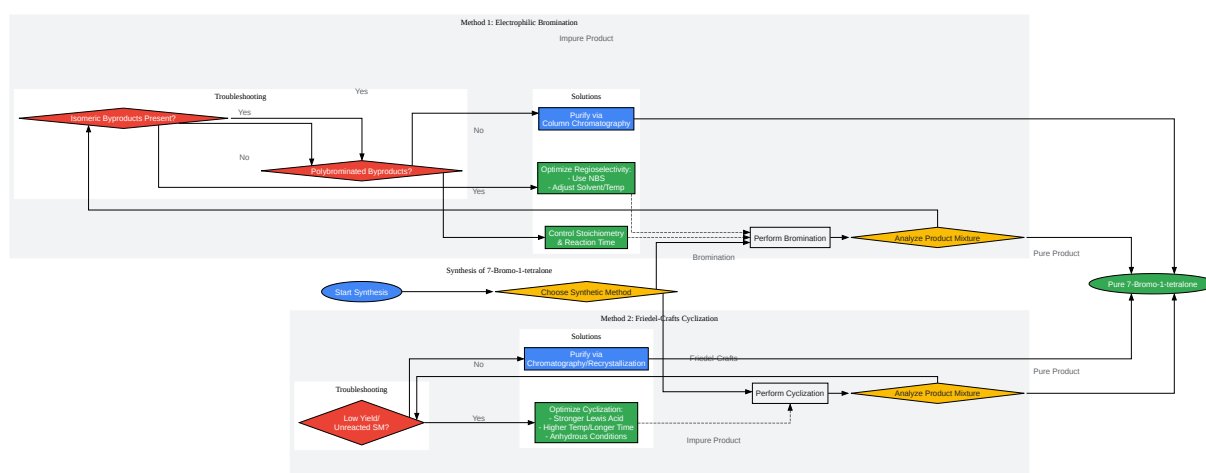 Method 1: Electrophilic Bromination
Impure Product
Troubleshooting
Yes
Solutions
Isomeric Byproducts Present?
Yes
Purify via
Column Chromatography
No
No
Polybrominated Byproducts?
Optimize Regioselectivity:
- Use NBS
- Adjust Solvent/Temp
Yes
Control Stoichiometry
& Reaction Time
Perform Bromination
Analyze Product Mixture
Bromination
Pure Product
Synthesis of 7-Bromo-1-tetralone
Start Synthesis
Choose Synthetic Method
Pure 7-Bromo-1-tetralone
Method 2: Friedel-Crafts Cyclization
Solutions
Purify via
Chromatography/Recrystallization
Friedel-Crafts
No
Pure Product
Troubleshooting
Perform Cyclization
Analyze Product Mixture
Low Yield/
Unreacted SM?
Yes
Optimize Cyclization:
- Stronger Lewis Acid
- Higher Temp/Longer Time
- Anhydrous Conditions
Impure Product